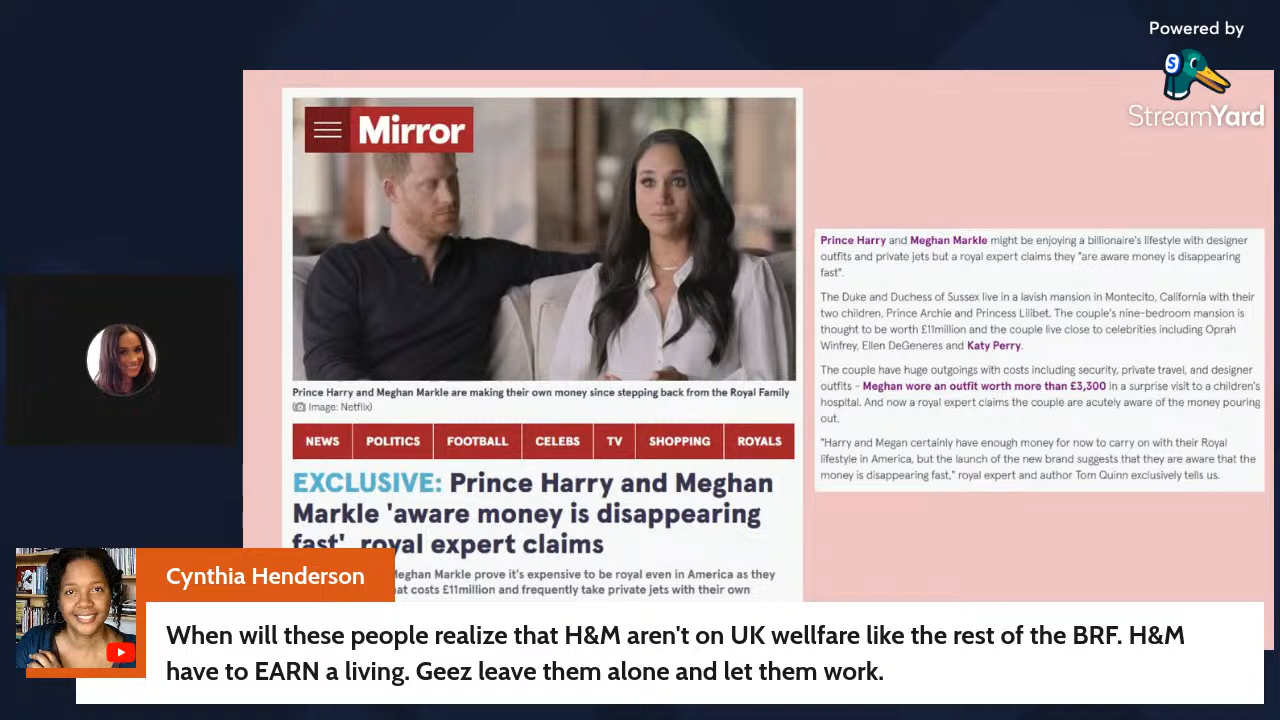 Powered by
S
StreamYard
Mirror
Prince Harry and Meghan Markle are making their own money since stepping back from the Royal Family
(Image: Netflix)
NEWS
POLITICS
FOOTBALL
CELEBS
TV
SHOPPING
ROYALS
EXCLUSIVE: Prince Harry and Meghan
Markle 'aware money is disappearing
fast', royal expert claims
Meghan Markle prove it's expensive to be royal even in America as they
costs £11million and frequently take private jets with their own
Prince Harry and Meghan Markle might be enjoying a billionaire's lifestyle with designer
outfits and private jets but a royal expert claims they "are aware money is disappearing
fast".
The Duke and Duchess of Sussex live in a lavish mansion in Montecito, California with their
two children, Prince Archie and Princess Lilibet. The couple's nine-bedroom mansion is
thought to be worth £11million and the couple live close to celebrities including Oprah
Winfrey, Ellen DeGeneres and Katy Perry.
The couple have huge outgoings with costs including security, private travel, and designer
outfits - Meghan wore an outfit worth more than £3,300 in a surprise visit to a children's
hospital. And now a royal expert claims the couple are acutely aware of the money pouring
out.
"Harry and Megan certainly have enough money for now to carry on with their Royal
lifestyle in America, but the launch of the new brand suggests that they are aware that the
money is disappearing fast," royal expert and author Tom Quinn exclusively tells us.
Cynthia Henderson
When will these people realize that H&M aren't on UK wellfare like the rest of the BRF. H&M
have to EARN a living. Geez leave them alone and let them work.